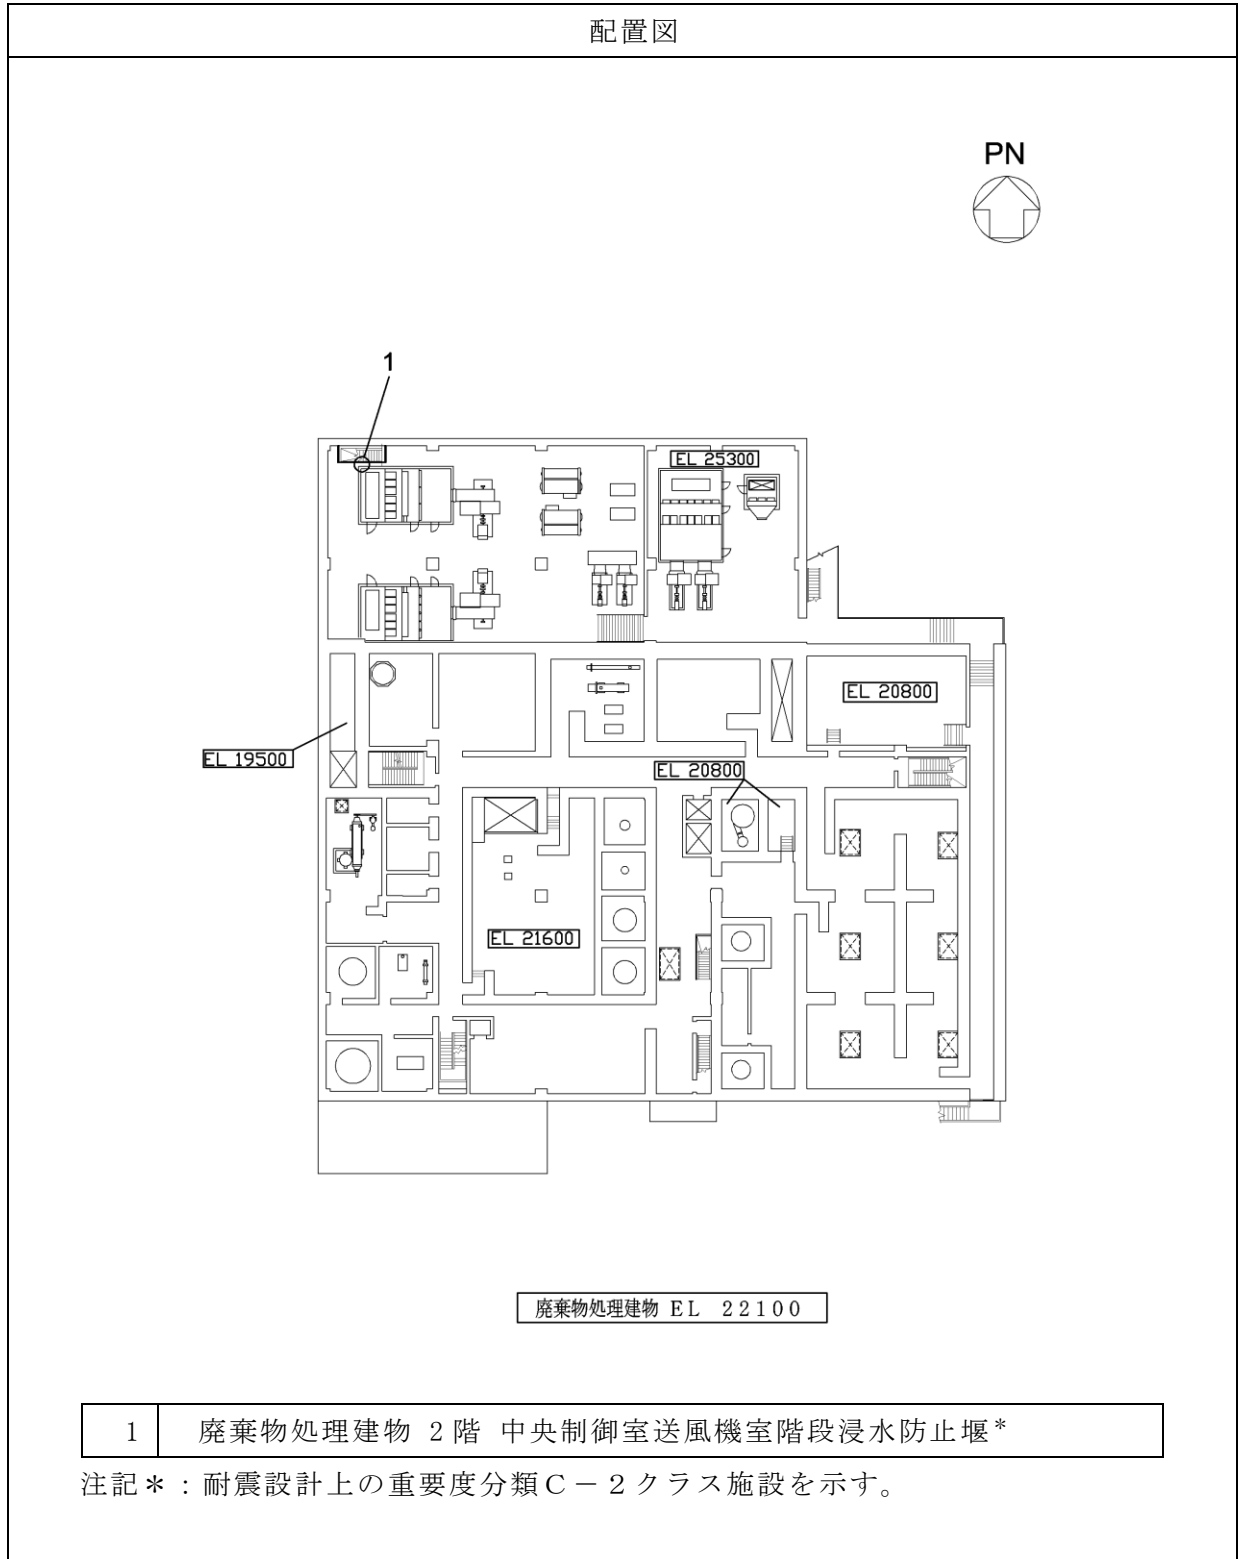 配置図
PN
1
EL 25300
EL 20800
EL 19500
EL 20800
EL 21600
廃棄物処理建物 EL 22100
1 廃棄物処理建物 2階 中央制御室送風機室階段浸水防止堰*
注記*:耐震設計上の重要度分類C-2クラス施設を示す。